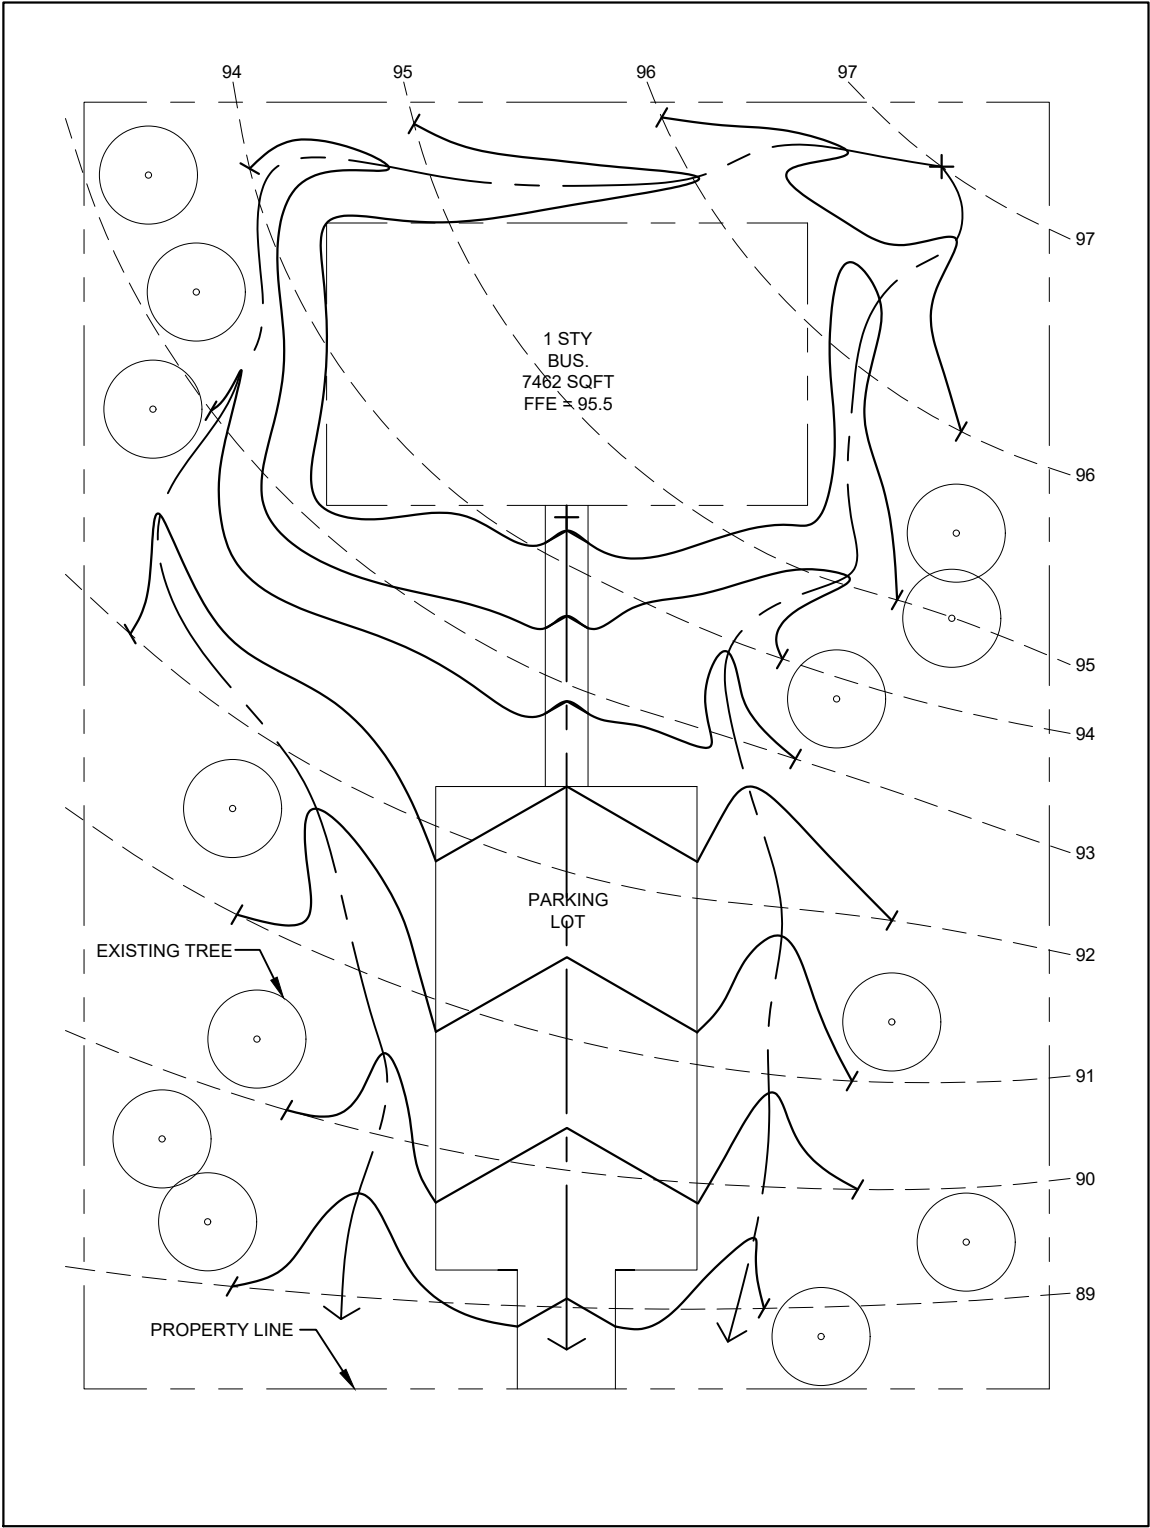 94
95
96
97
97
1 STY
BUS.
7462 SQFT
FFE = 95.5
96
95
94
93
PARKING
LOT
EXISTING TREE
92
91
90
89
PROPERTY LINE